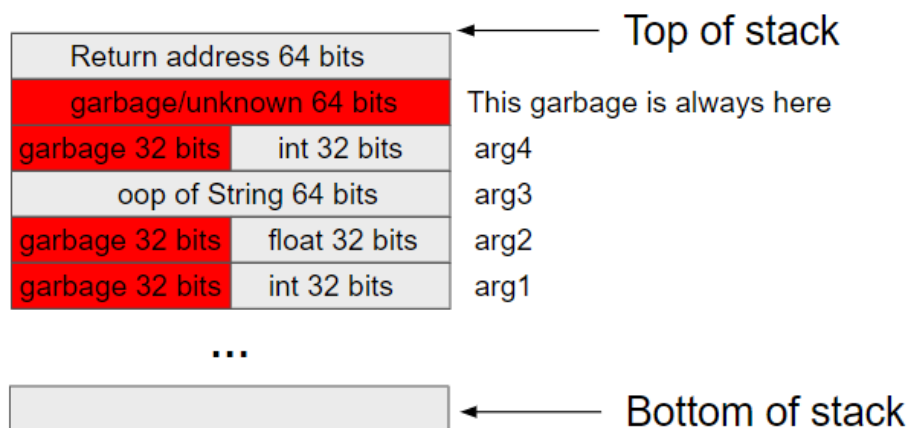 Top of stack
Return address 64 bits
garbage/unknown 64 bits This garbage is always here
garbage 32 bits int 32 bits arg4
oop of String 64 bits arg3
garbage 32 bits float 32 bits arg2
garbage 32 bits int 32 bits arg1
...
Bottom of stack